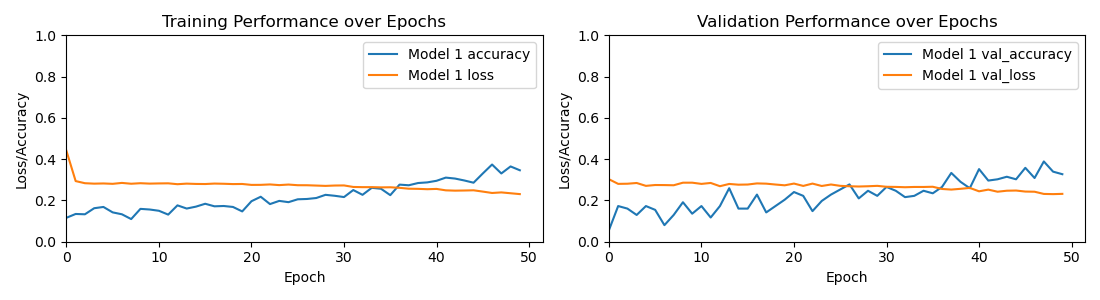 Training Performance over Epochs
Loss/Accuracy
1.0
0.8
0.6
0.4
0.2
0.0
0 10 20 30 40 50
Epoch
Model 1 accuracy
Model 1 loss
Validation Performance over Epochs
Loss/Accuracy
1.0
0.8
0.6
0.4
0.2
0.0
0 10 20 30 40 50
Epoch
Model 1 val_accuracy
Model 1 val_loss